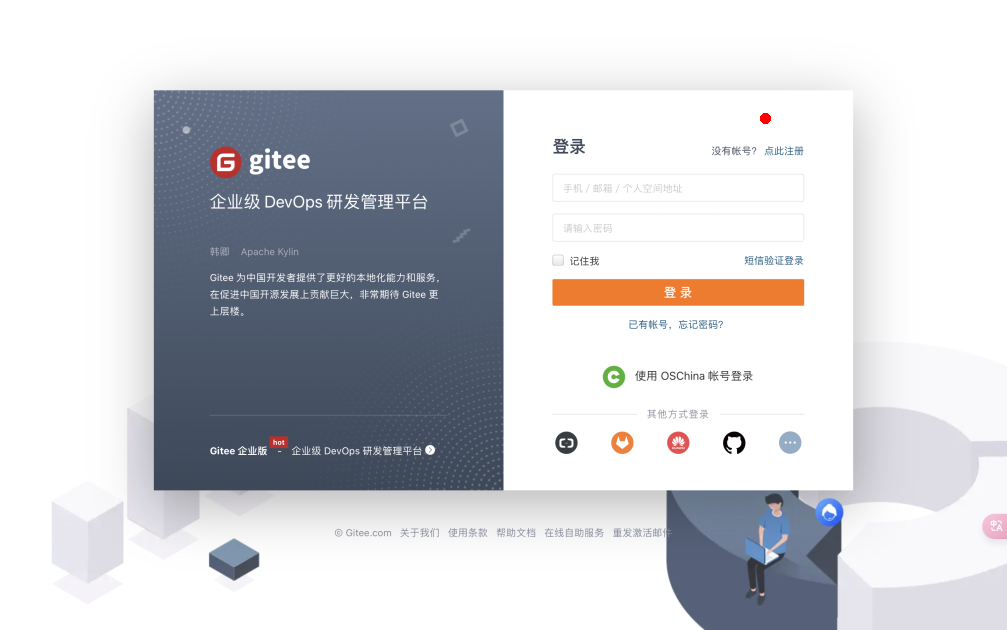 gitee
企业级 DevOps 研发管理平台
韩卿 Apache Kylin
Gitee 为中国开发者提供了更好的本地化能力和服务，
在促进中国开源发展上贡献巨大，非常期待 Gitee 更
上层楼。
Gitee 企业版 hot - 企业级 DevOps 研发管理平台
登录
没有帐号？ 点此注册
手机 / 邮箱 / 个人空间地址
请输入密码
记住我 短信验证登录
登 录
已有帐号，忘记密码？
使用 OSChina 帐号登录
其他方式登录
© Gitee.com 关于我们 使用条款 帮助文档 在线自助服务 重发激活邮件